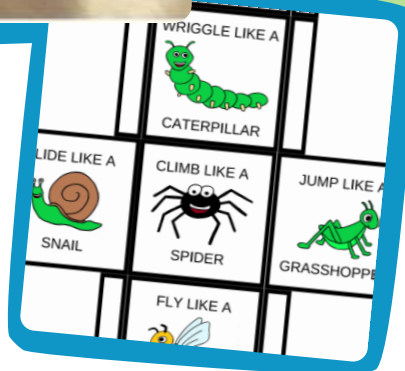 WRIGGLE LIKE A
CATERPILLAR
LIDE LIKE A
SNAIL
CLIMB LIKE A
SPIDER
JUMP LIKE A
GRASSHOPPE
FLY LIKE A